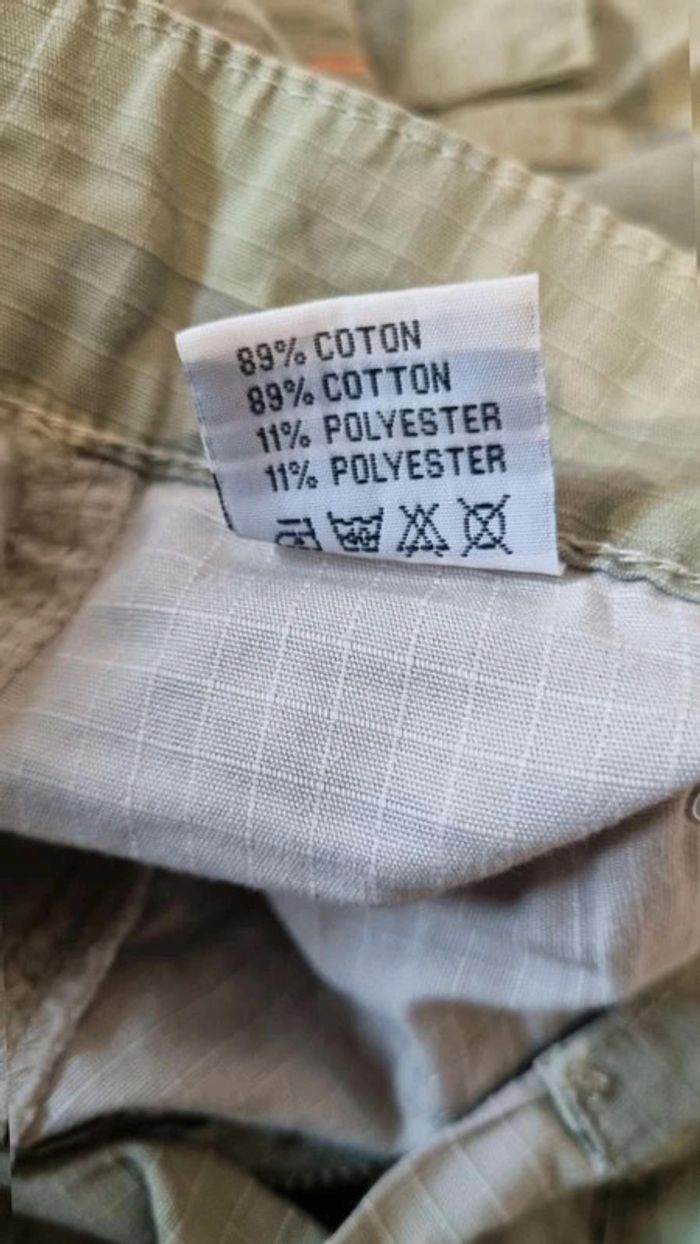 89% COTON
89% COTTON
11% POLYESTER
11% POLYESTER